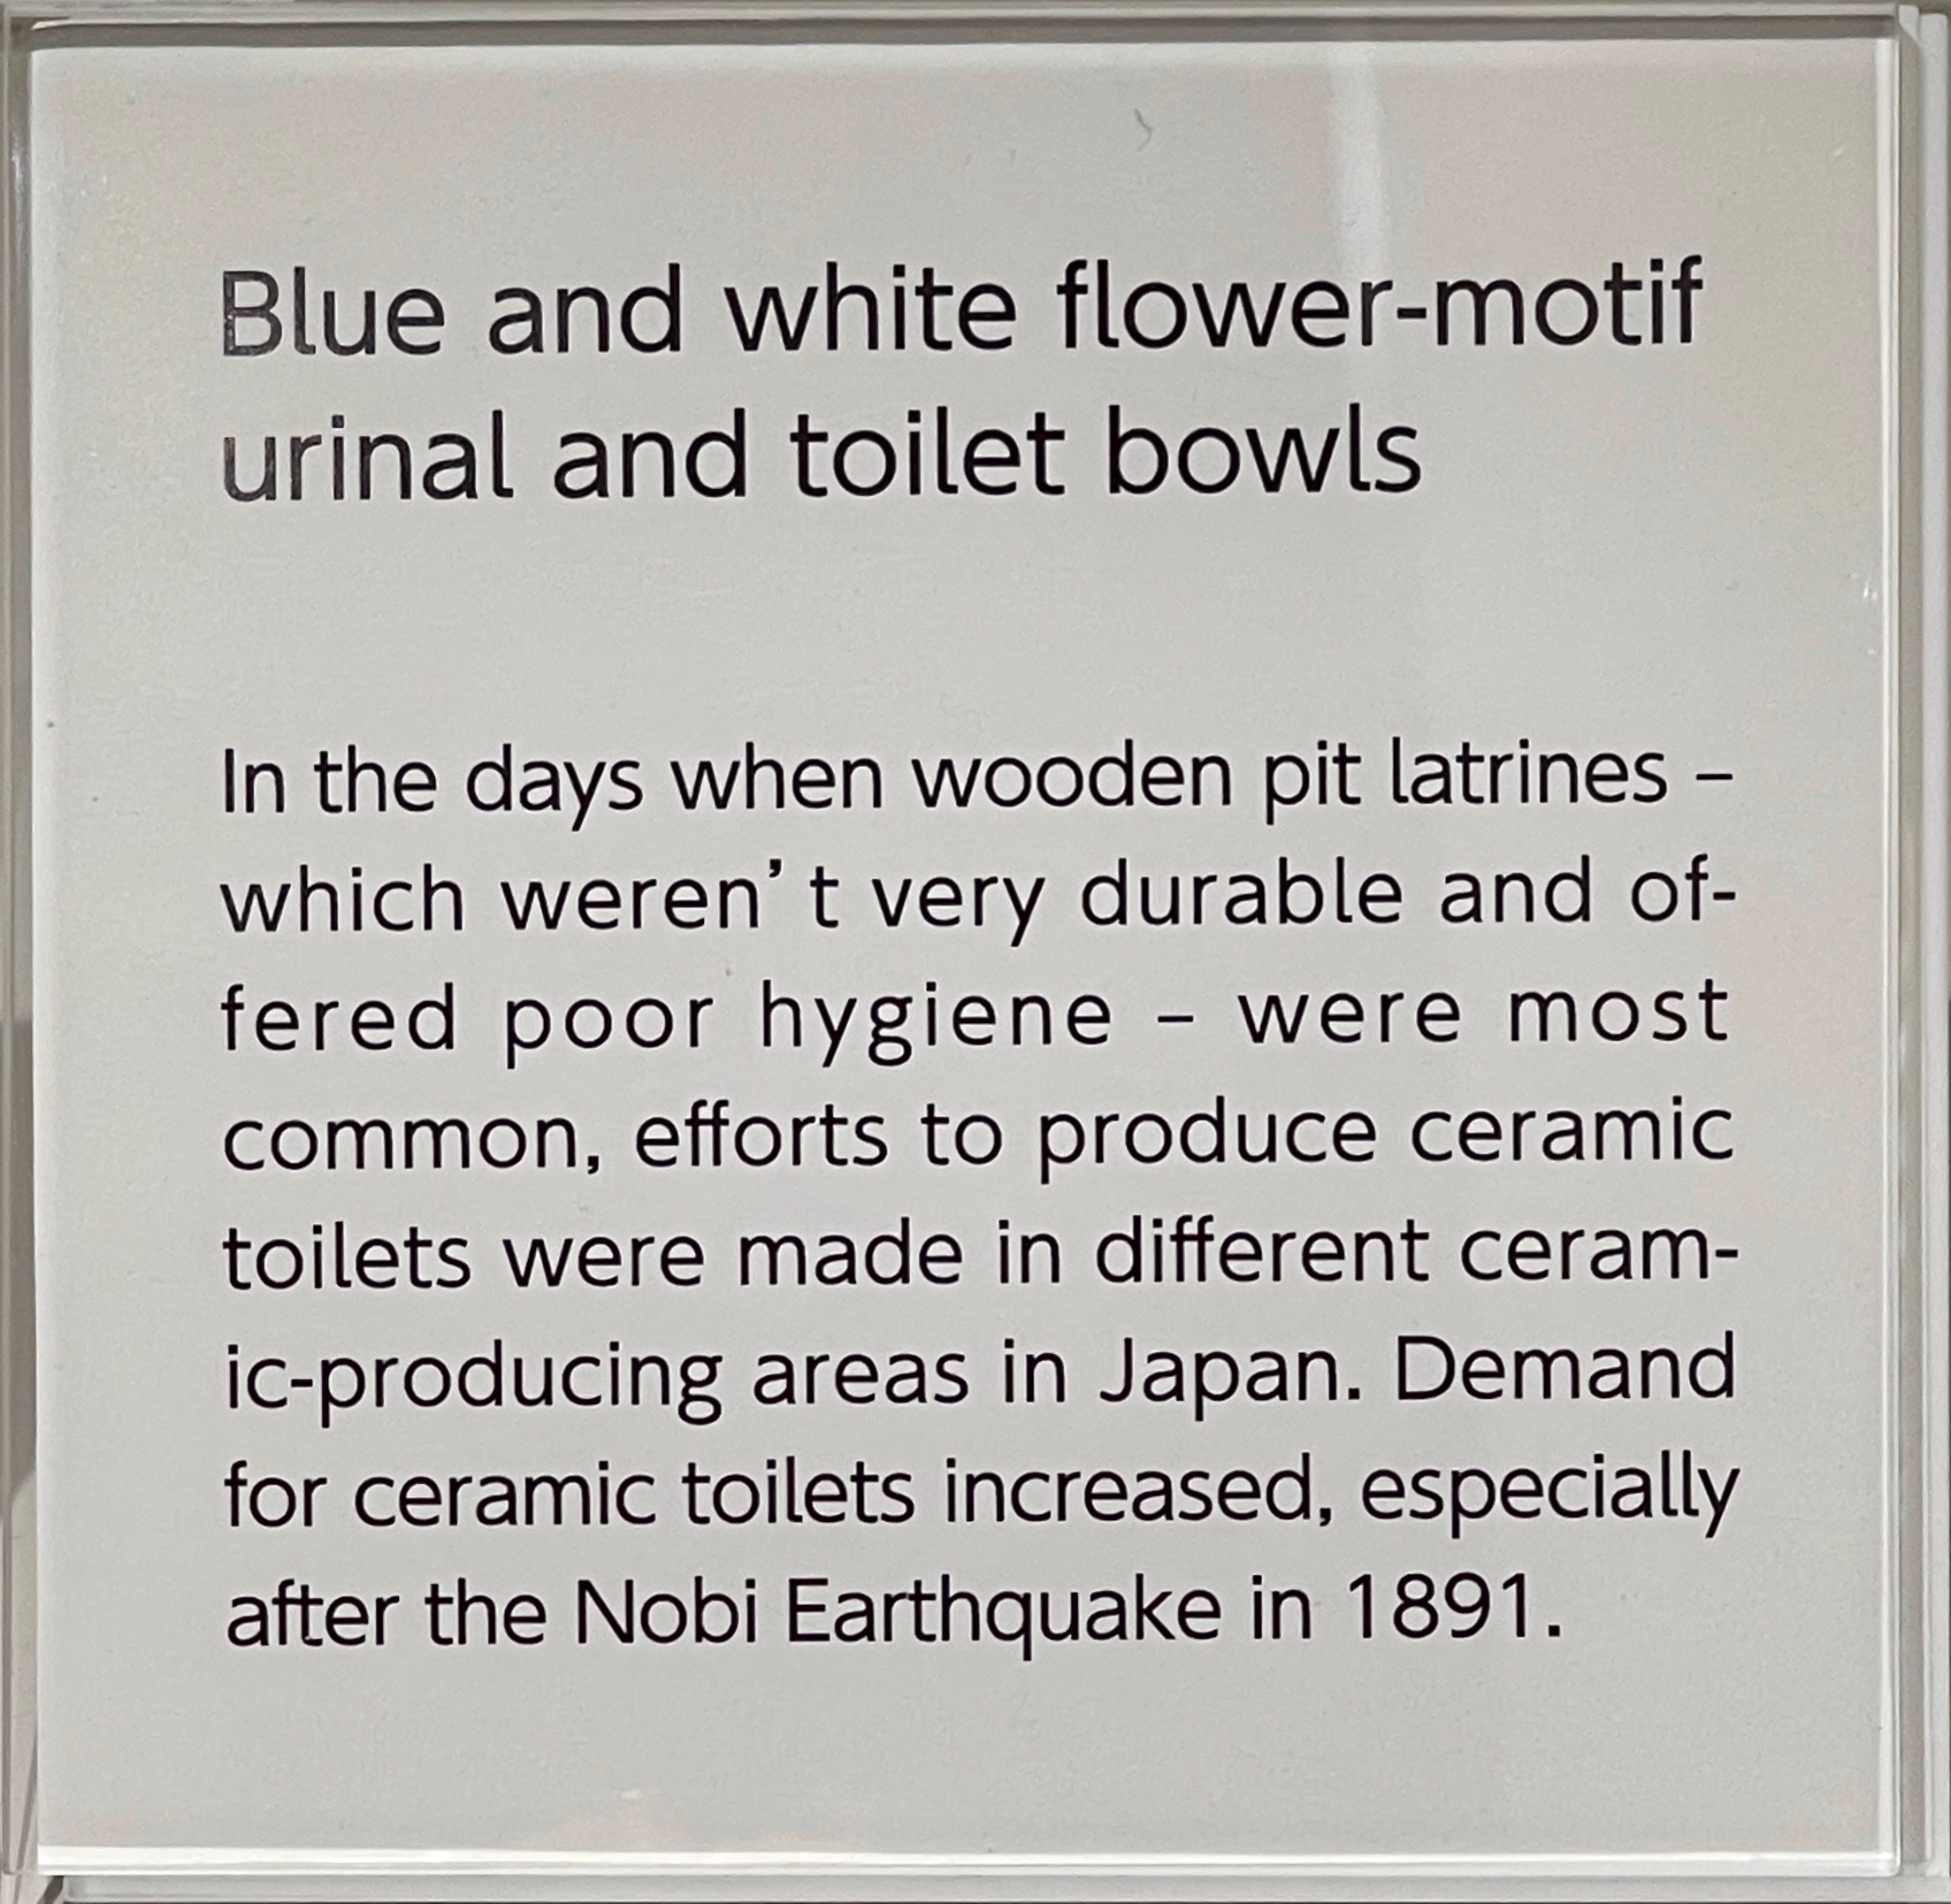 Blue and white flower-motif
urinal and toilet bowls
In the days when wooden pit latrines –
which weren’ t very durable and of-
fered poor hygiene – were most
common, efforts to produce ceramic
toilets were made in different ceram-
ic-producing areas in Japan. Demand
for ceramic toilets increased, especially
after the Nobi Earthquake in 1891.